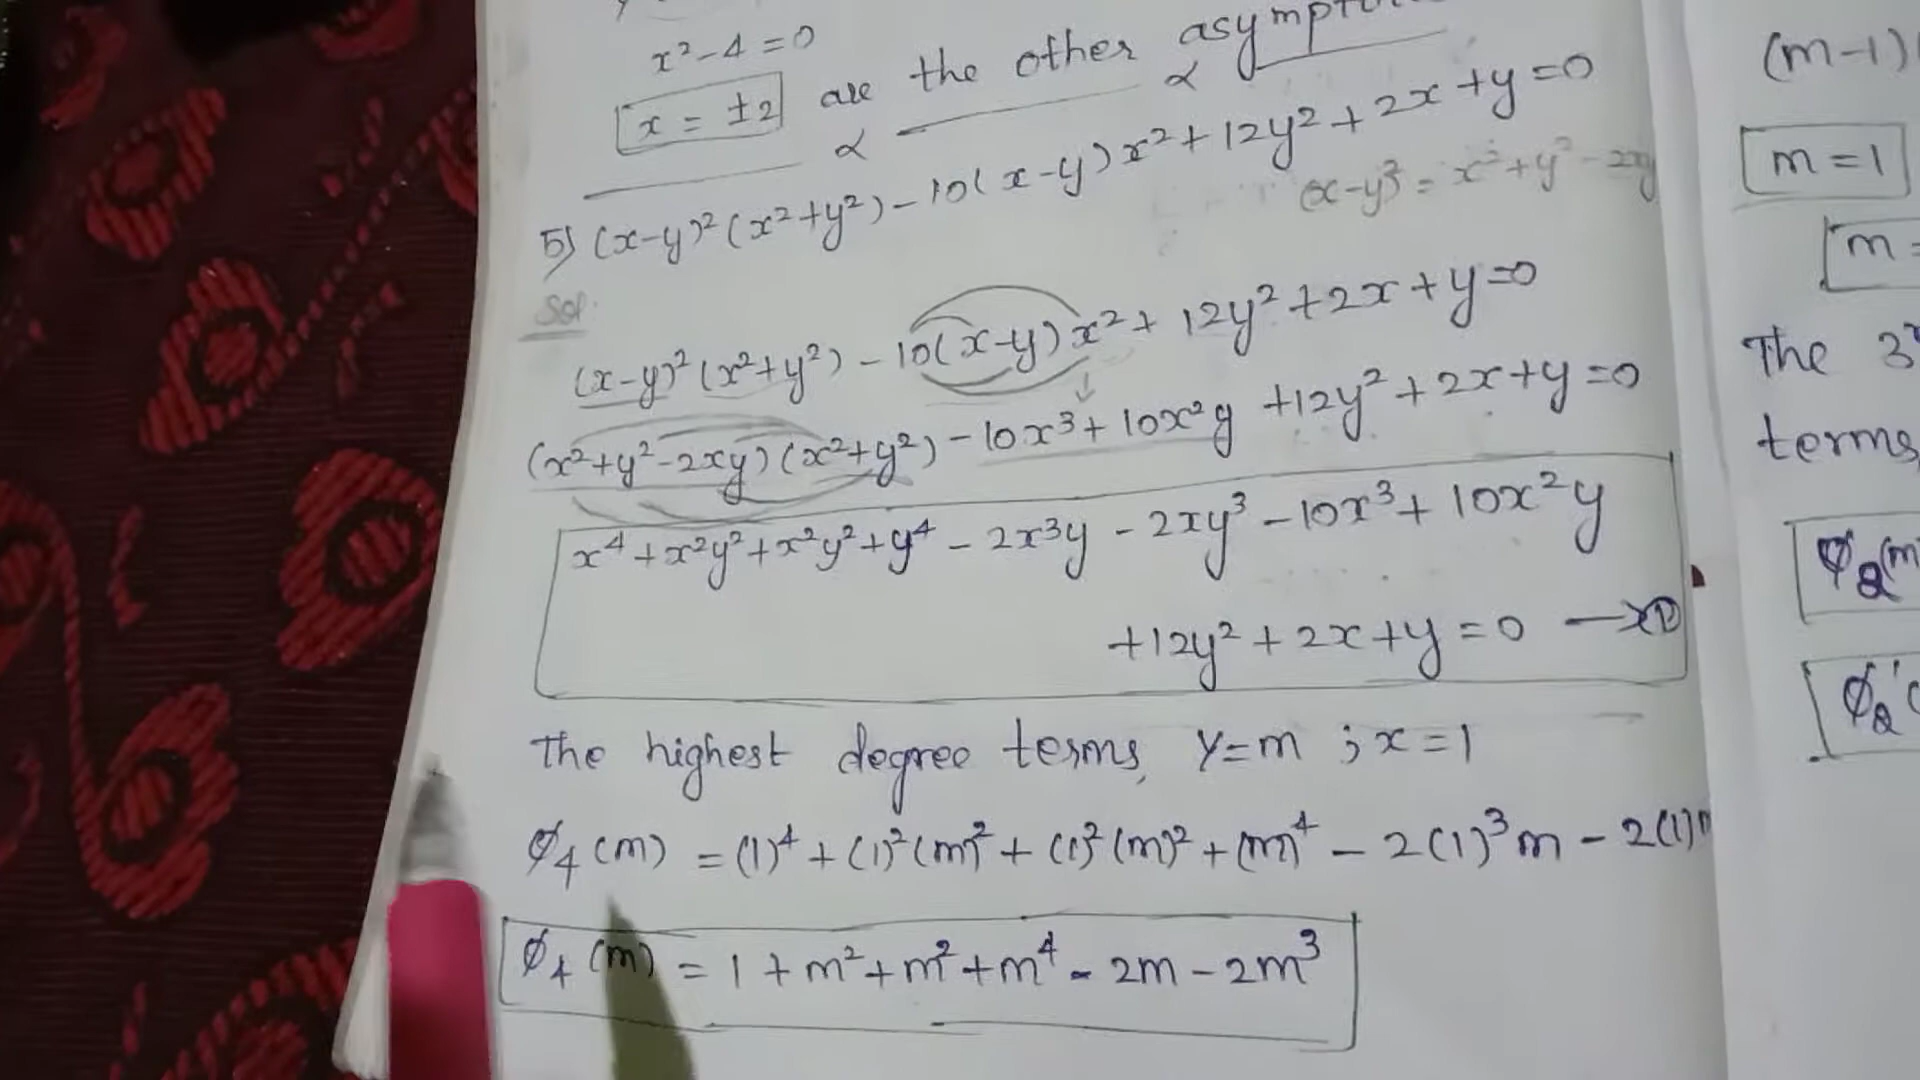 x²-4=0
x = ±2 are the other
5) (x-y)²(x²+y²)-10(x-y)x²+12y²+2x+y=0
(x-y)² = x²+y²-2xy
Sol.
(x-y)²(x²+y²)-10(x-y)x²+12y²+2x+y=0
(x²+y²-2xy)(x²+y²)-10x³+10x²y+12y²+2x+y=0
x⁴+x²y²+x²y²+y⁴-2x³y-2xy³-10x³+10x²y
+12y²+2x+y=0 →①
The highest degree terms, y=m ; x=1
Ø₄(m) = (1)⁴+(1)²(m)²+(1)²(m)²+(m)⁴-2(1)³m-2(1)
Ø₄(m) = 1+m²+m²+m⁴-2m-2m³
(m-1)
m=1
m=
The 3
terms,
Ø₂(m
Ø₂'(